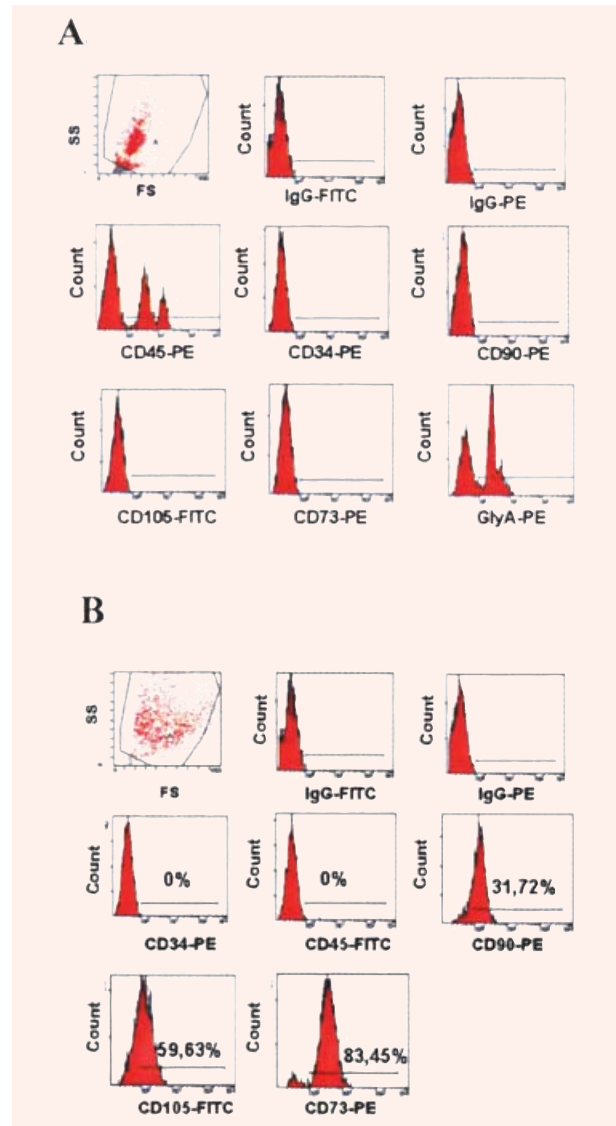 A
SS
FS
A
Count
IgG-FITC
Count
IgG-PE
Count
CD45-PE
Count
CD34-PE
Count
CD90-PE
Count
CD105-FITC
Count
CD73-PE
Count
GlyA-PE
B
SS
FS
Count
IgG-FITC
Count
IgG-PE
Count
0%
CD34-PE
Count
0%
CD45-FITC
Count
31,72%
CD90-PE
Count
59,63%
CD105-FITC
Count
83,45%
CD73-PE